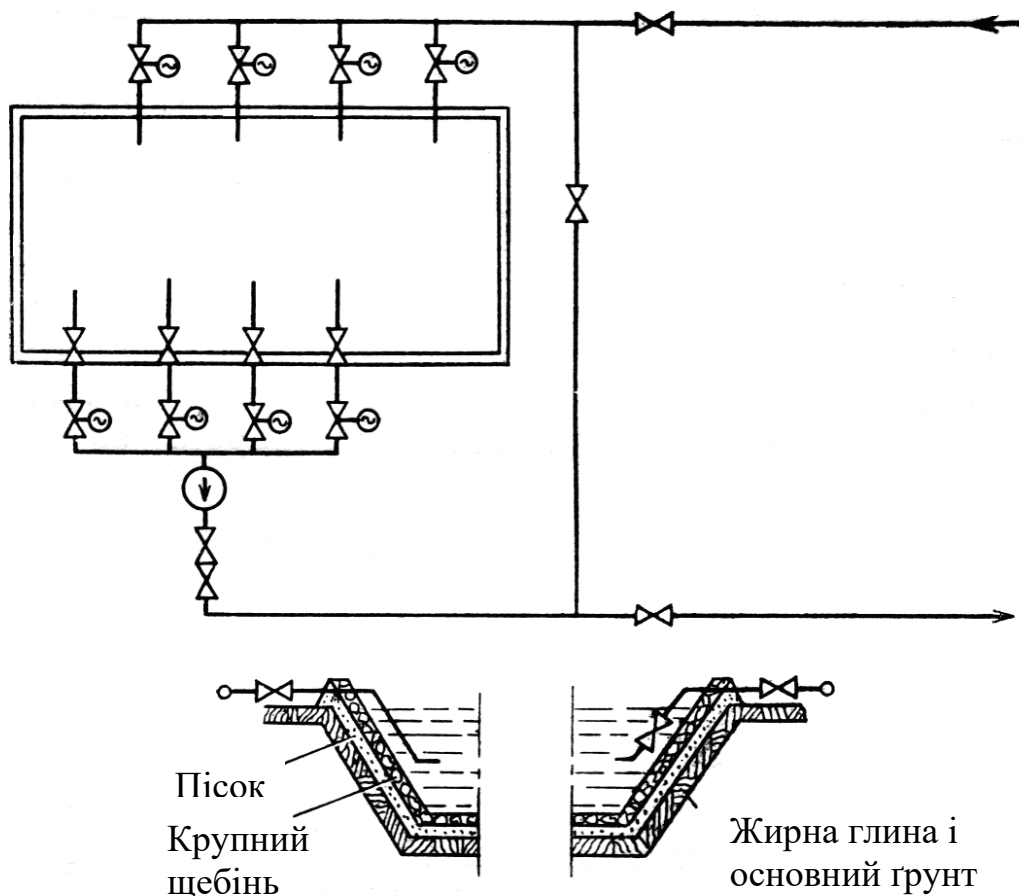 Пісок
Крупний
щебінь
Жирна глина і
основний ґрунт